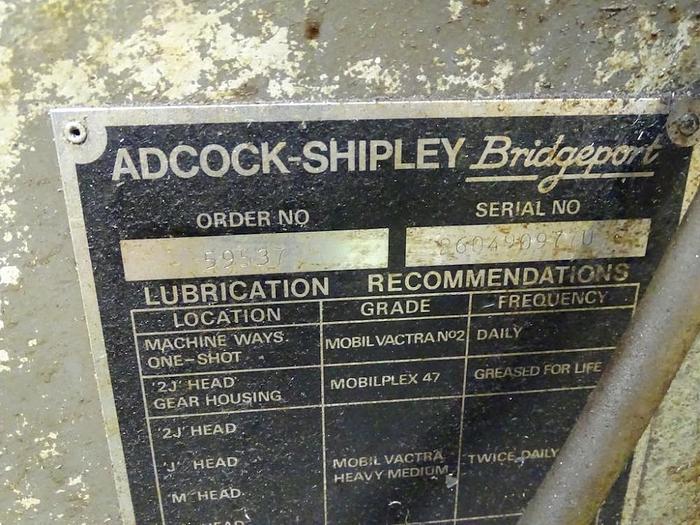 ADCOCK-SHIPLEY Bridgeport
ORDER NO SERIAL NO
59537
LUBRICATION RECOMMENDATIONS
LOCATION GRADE FREQUENCY
MACHINE WAYS. ONE-SHOT MOBIL VACTRA Nº2 DAILY
'2J' HEAD GEAR HOUSING MOBILPLEX 47 GREASED FOR LIFE
'2J' HEAD
'J' HEAD MOBIL VACTRA HEAVY MEDIUM TWICE DAILY
'M' HEAD
HEAD